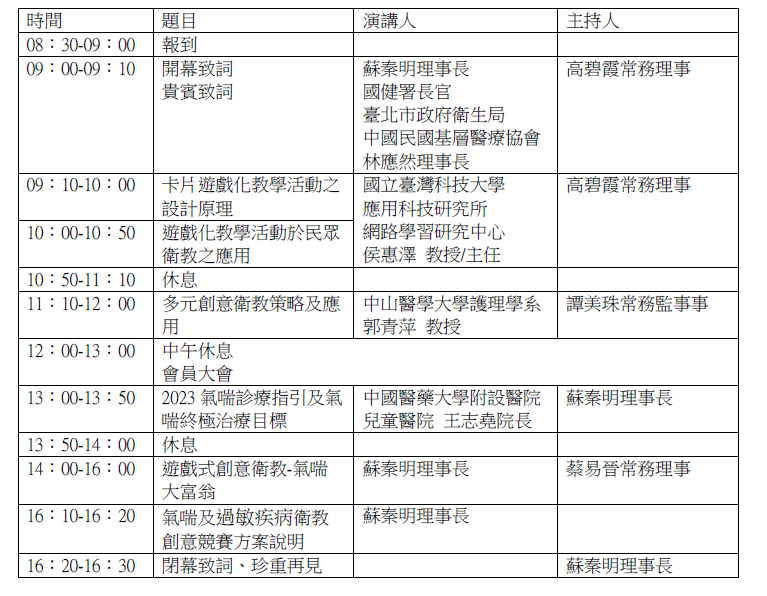 時間 題目 演講人 主持人
08：30-09：00 報到
09：00-09：10 開幕致詞 蘇秦明理事長 高碧霞常務理事
貴賓致詞 國健署長官
臺北市政府衛生局
中國民國基層醫療協會
林應然理事長
09：10-10：00 卡片遊戲化教學活動之 國立臺灣科技大學 高碧霞常務理事
設計原理 應用科技研究所
10：00-10：50 遊戲化教學活動於民眾 網路學習研究中心
衛教之應用 侯惠澤 教授/主任
10：50-11：10 休息
11：10-12：00 多元創意衛教策略及應 中山醫學大學護理學系 譚美珠常務監事事
用 郭青萍 教授
12：00-13：00 中午休息
會員大會
13：00-13：50 2023 氣喘診療指引及氣 中國醫藥大學附設醫院 蘇秦明理事長
喘終極治療目標 兒童醫院 王志堯院長
13：50-14：00 休息
14：00-16：00 遊戲式創意衛教-氣喘 蘇秦明理事長 蔡易晉常務理事
大富翁
16：10-16：20 氣喘及過敏疾病衛教 蘇秦明理事長
創意競賽方案說明
16：20-16：30 閉幕致詞、珍重再見 蘇秦明理事長